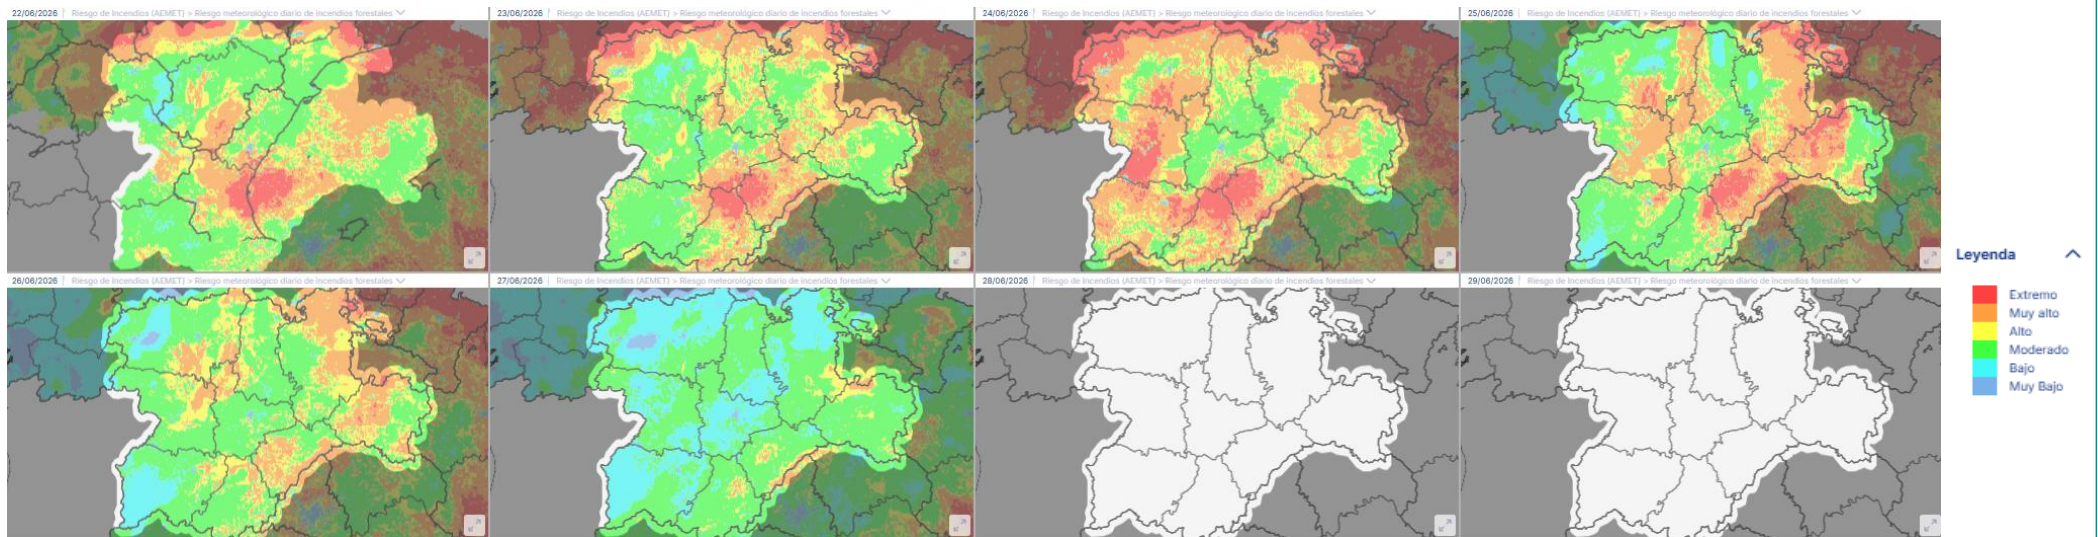 22/06/2026 | Riesgo de Incendios (AEMET) > Riesgo meteorológico diario de incendios forestales
23/06/2026 | Riesgo de Incendios (AEMET) > Riesgo meteorológico diario de incendios forestales
24/06/2026 | Riesgo de Incendios (AEMET) > Riesgo meteorológico diario de incendios forestales
25/06/2026 | Riesgo de Incendios (AEMET) > Riesgo meteorológico diario de incendios forestales
26/06/2026 | Riesgo de Incendios (AEMET) > Riesgo meteorológico diario de incendios forestales
27/06/2026 | Riesgo de Incendios (AEMET) > Riesgo meteorológico diario de incendios forestales
28/06/2026 | Riesgo de Incendios (AEMET) > Riesgo meteorológico diario de incendios forestales
29/06/2026 | Riesgo de Incendios (AEMET) > Riesgo meteorológico diario de incendios forestales
Leyenda
Extremo
Muy alto
Alto
Moderado
Bajo
Muy Bajo